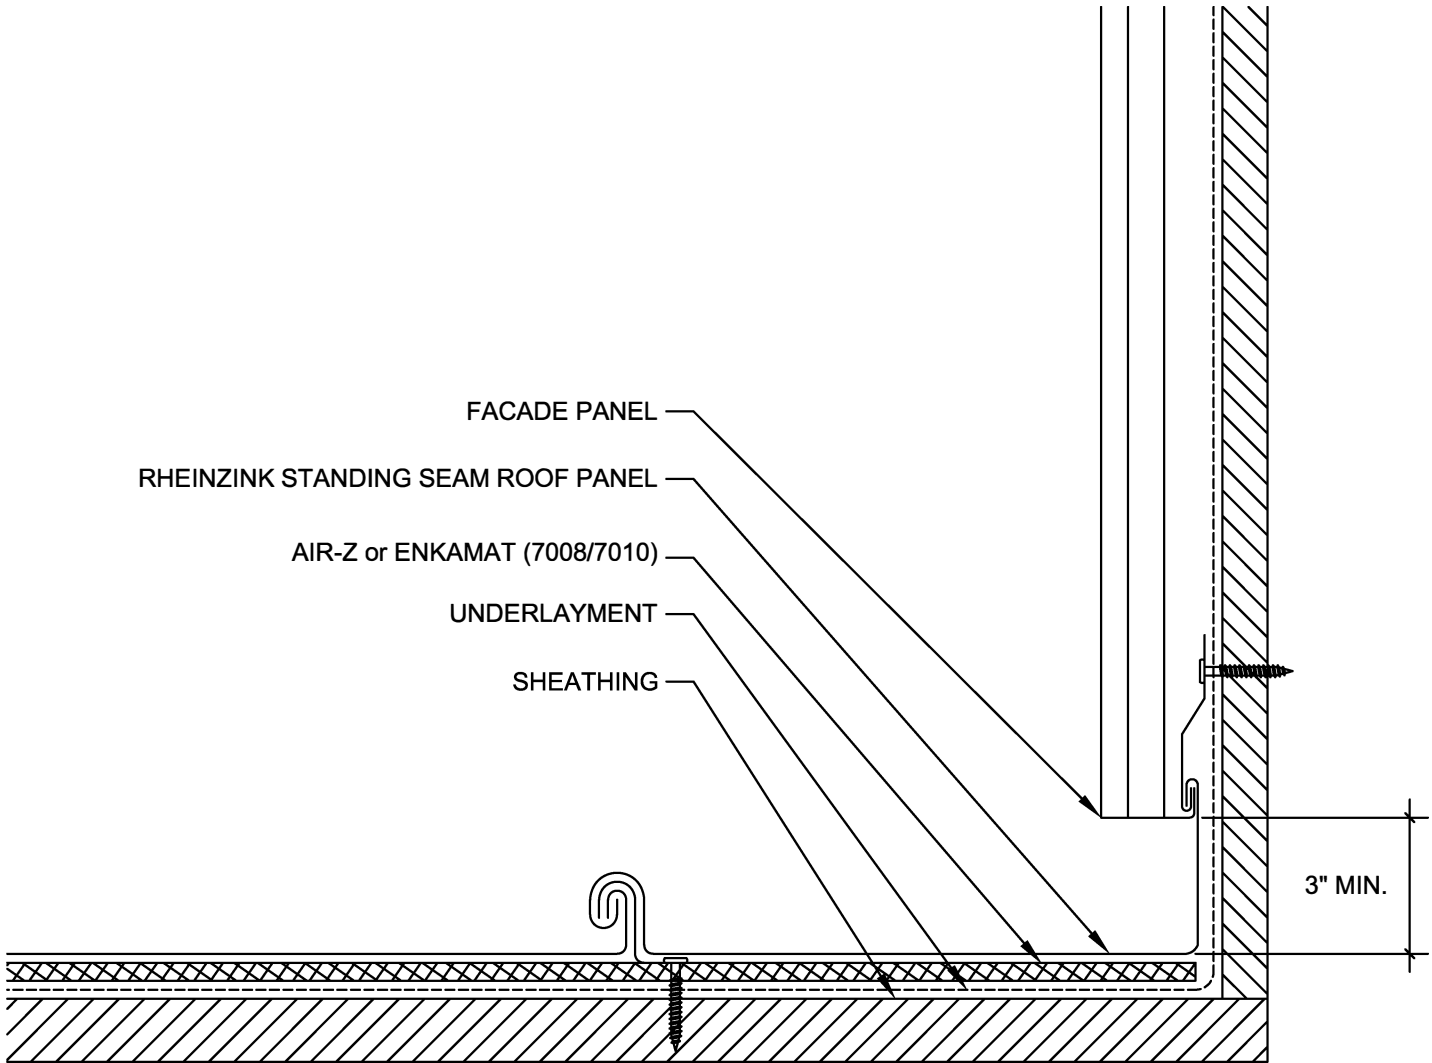 FACADE PANEL
RHEINZINK STANDING SEAM ROOF PANEL
AIR-Z or ENKAMAT (7008/7010)
UNDERLAYMENT
SHEATHING
3" MIN.